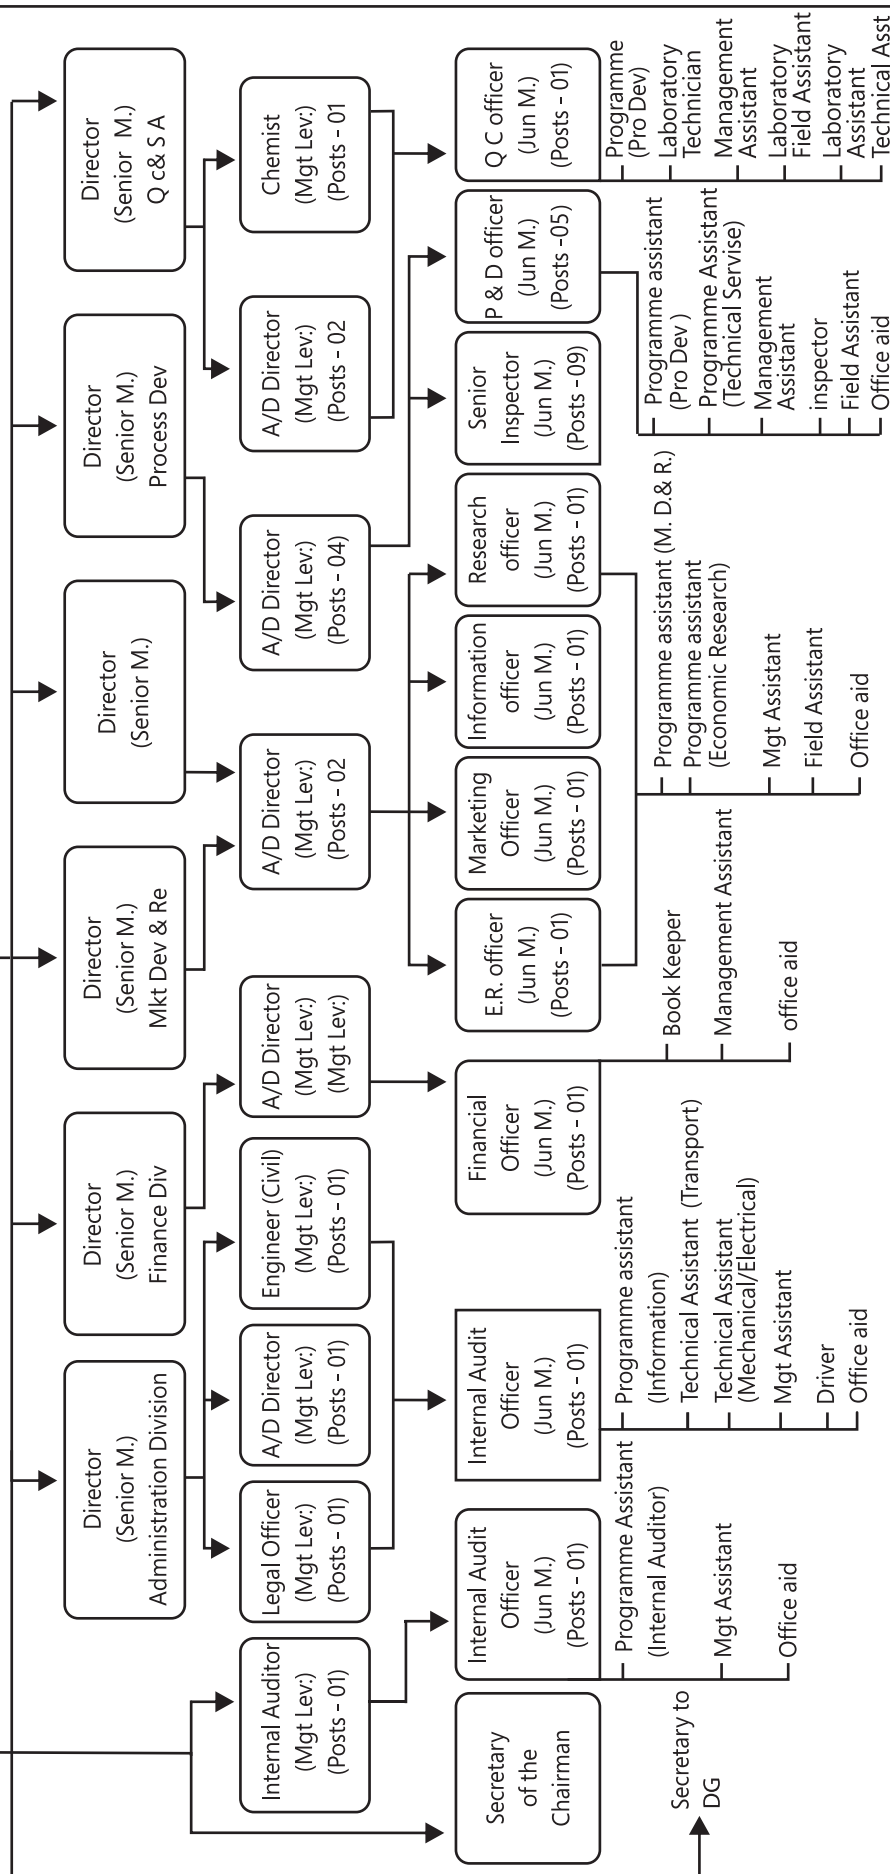 Director
(Senior M.)
Administration Division
Director
(Senior M.)
Finance Div
Director
(Senior M.)
Mkt Dev & Re
Director
(Senior M.)
Director
(Senior M.)
Process Dev
Director
(Senior M.)
Q c& S A
Internal Auditor
(Mgt Lev:)
(Posts - 01)
Legal Officer
(Mgt Lev:)
(Posts - 01)
A/D Director
(Mgt Lev:)
(Posts - 01)
Engineer (Civil)
(Mgt Lev:)
(Posts - 01)
A/D Director
(Mgt Lev:)
(Mgt Lev:)
A/D Director
(Mgt Lev:)
(Posts - 02
A/D Director
(Mgt Lev:)
(Posts - 04)
A/D Director
(Mgt Lev:)
(Posts - 02
Chemist
(Mgt Lev:)
(Posts - 01
Secretary
of the
Chairman
Internal Audit
Officer
(Jun M.)
(Posts - 01)
Internal Audit
Officer
(Jun M.)
(Posts - 01)
Financial
Officer
(Jun M.)
(Posts - 01)
E.R. officer
(Jun M.)
(Posts - 01)
Marketing
Officer
(Jun M.)
(Posts - 01)
Information
officer
(Jun M.)
(Posts - 01)
Research
officer
(Jun M.)
(Posts - 01)
Senior
Inspector
(Jun M.)
(Posts - 09)
P & D officer
(Jun M.)
(Posts -05)
Q C officer
(Jun M.)
(Posts - 01)
Secretary to
DG
Programme Assistant
(Internal Auditor)
Mgt Assistant
Office aid
Programme assistant
(Information)
Technical Assistant (Transport)
Technical Assistant
(Mechanical/Electrical)
Mgt Assistant
Driver
Office aid
Book Keeper
Management Assistant
office aid
Programme assistant (M. D.& R.)
Programme assistant
(Economic Research)
Mgt Assistant
Field Assistant
Office aid
Programme assistant
(Pro Dev )
Programme Assistant
(Technical Servise)
Management
Assistant
inspector
Field Assistant
Office aid
Programme
(Pro Dev)
Laboratory
Technician
Management
Assistant
Laboratory
Field Assistant
Laboratory
Assistant
Technical Asst